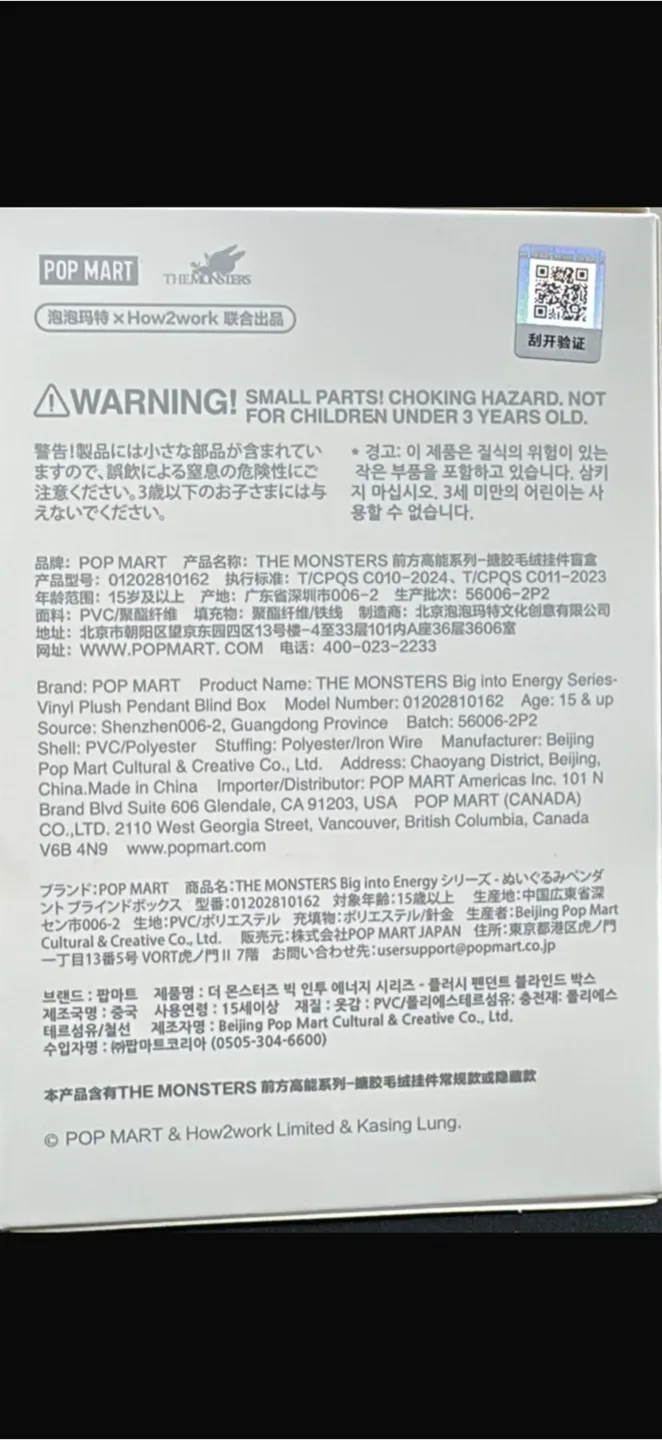 POP MART THE MONSTERS
泡泡玛特×How2work 联合出品
刮开验证
⚠WARNING! SMALL PARTS! CHOKING HAZARD. NOT
FOR CHILDREN UNDER 3 YEARS OLD.
警告!製品には小さな部品が含まれてい
ますので、誤飲による窒息の危険性にご
注意ください。3歳以下のお子さまには与
えないでください。
* 경고: 이 제품은 질식의 위험이 있는
작은 부품을 포함하고 있습니다. 삼키
지 마십시오. 3세 미만의 어린이는 사
용할 수 없습니다.
品牌：POP MART 产品名称：THE MONSTERS 前方高能系列-搪胶毛绒挂件盲盒
产品型号：01202810162 执行标准：T/CPQS C010-2024、T/CPQS C011-2023
年龄范围：15岁及以上 产地：广东省深圳市006-2 生产批次：56006-2P2
面料：PVC/聚酯纤维 填充物：聚酯纤维/铁线 制造商：北京泡泡玛特文化创意有限公司
地址：北京市朝阳区望京东园四区13号楼-4至33层101内A座36层3606室
网址：WWW.POPMART. COM 电话：400-023-2233
Brand: POP MART Product Name: THE MONSTERS Big into Energy Series-
Vinyl Plush Pendant Blind Box Model Number: 01202810162 Age: 15 & up
Source: Shenzhen006-2, Guangdong Province Batch: 56006-2P2
Shell: PVC/Polyester Stuffing: Polyester/Iron Wire Manufacturer: Beijing
Pop Mart Cultural & Creative Co., Ltd. Address: Chaoyang District, Beijing,
China.Made in China Importer/Distributor: POP MART Americas Inc. 101 N
Brand Blvd Suite 606 Glendale, CA 91203, USA POP MART (CANADA)
CO.,LTD. 2110 West Georgia Street, Vancouver, British Columbia, Canada
V6B 4N9 www.popmart.com
ブランド:POP MART 商品名:THE MONSTERS Big into Energy シリーズ - ぬいぐるみペンダ
ント ブラインドボックス 型番:01202810162 対象年齢:15歳以上 生産地:中国広東省深
セン市006-2 生地:PVC/ポリエステル 充填物:ポリエステル/針金 生産者:Beijing Pop Mart
Cultural & Creative Co., Ltd. 販売元:株式会社POP MART JAPAN 住所:東京都港区虎ノ門
一丁目13番5号 VORT虎ノ門 II 7階 お問い合わせ先:usersupport@popmart.co.jp
브랜드 : 팝마트 제품명 : 더 몬스터즈 빅 인투 에너지 시리즈 - 플러시 펜던트 블라인드 박스
제조국명 : 중국 사용연령 : 15세이상 재질 : 옷감 : PVC/폴리에스테르섬유; 충전재: 폴리에스
테르섬유/철선 제조자명 : Beijing Pop Mart Cultural & Creative Co., Ltd.
수입자명 : ㈜팝마트코리아 (0505-304-6600)
本产品含有THE MONSTERS 前方高能系列-搪胶毛绒挂件常规款或隐藏款
© POP MART & How2work Limited & Kasing Lung.